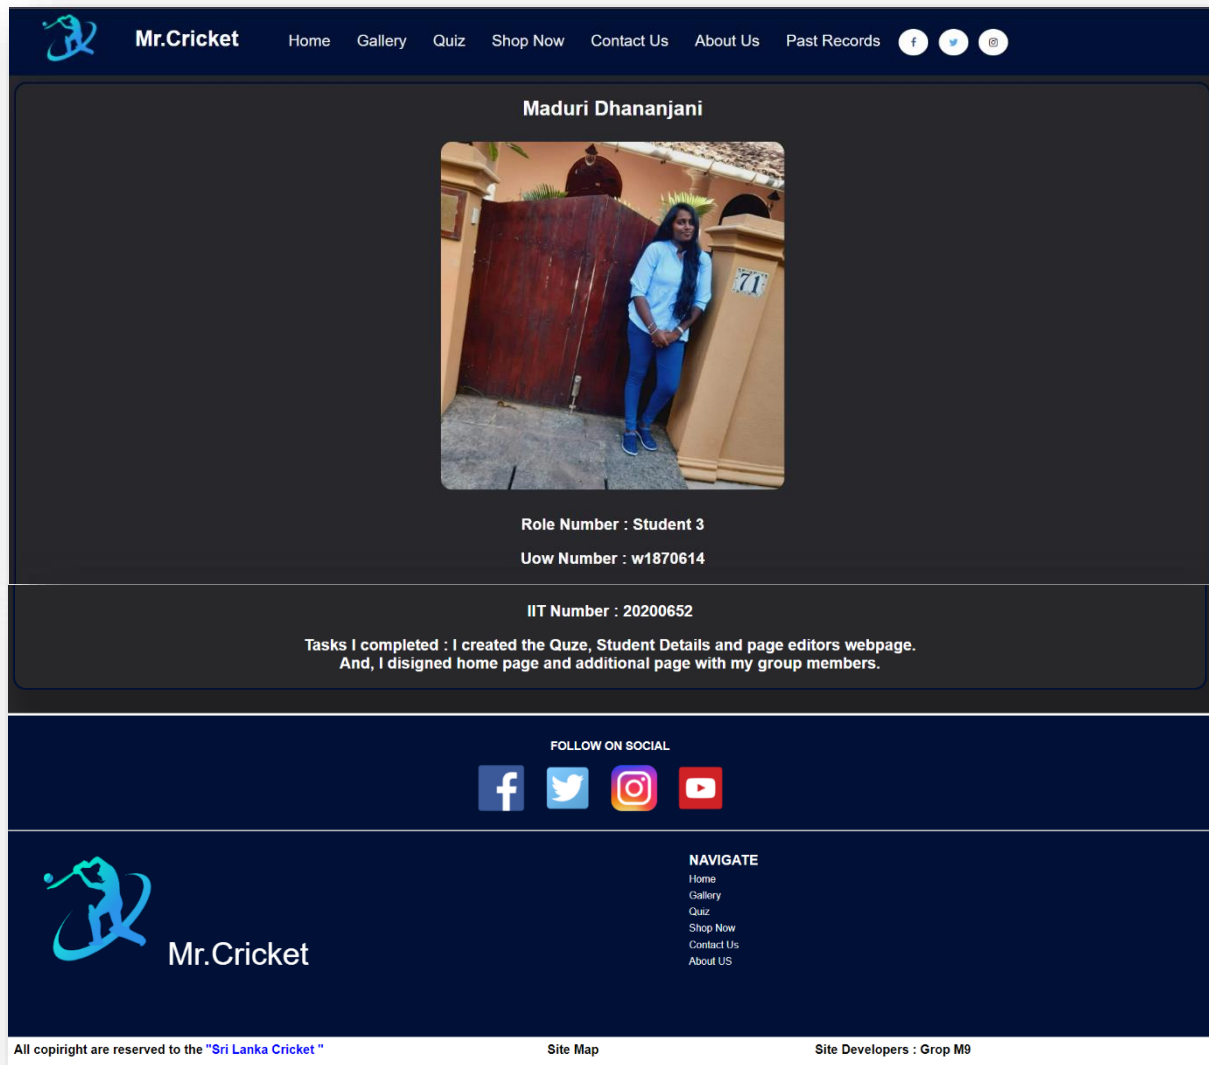 Mr.Cricket Home Gallery Quiz Shop Now Contact Us About Us Past Records
Maduri Dhananjani
71
Role Number : Student 3
Uow Number : w1870614
IIT Number : 20200652
Tasks I completed : I created the Quze, Student Details and page editors webpage.
And, I disigned home page and additional page with my group members.
FOLLOW ON SOCIAL
Mr.Cricket
NAVIGATE
Home
Gallery
Quiz
Shop Now
Contact Us
About US
All copiright are reserved to the "Sri Lanka Cricket " Site Map Site Developers : Grop M9